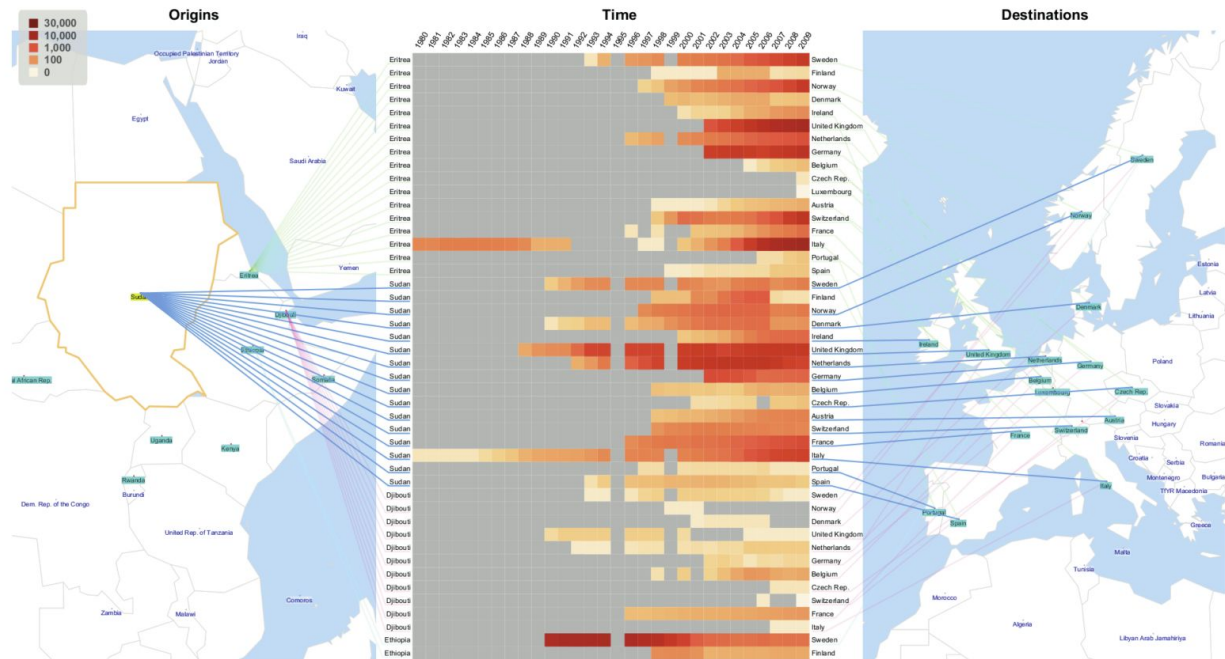 Origins
Time
Destinations
30,000
10,000
1,000
100
0
1980 1981 1982 1983 1984 1985 1986 1987 1988 1989 1990 1991 1992 1993 1994 1995 1996 1997 1998 1999 2000 2001 2002 2003 2004 2005 2006 2007 2008 2009
Iraq
Occupied Palestinian Territory
Jordan
Kuwait
Egypt
Saudi Arabia
Yemen
Eritrea
Sudan
Djibouti
Ethiopia
Somalia
al African Rep.
Uganda
Kenya
Rwanda
Burundi
Dem. Rep. of the Congo
United Rep. of Tanzania
Comoros
Zambia
Malawi
Eritrea Sweden
Eritrea Finland
Eritrea Norway
Eritrea Denmark
Eritrea Ireland
Eritrea United Kingdom
Eritrea Netherlands
Eritrea Germany
Eritrea Belgium
Eritrea Czech Rep.
Eritrea Luxembourg
Eritrea Austria
Eritrea Switzerland
Eritrea France
Eritrea Italy
Eritrea Portugal
Eritrea Spain
Sudan Sweden
Sudan Finland
Sudan Norway
Sudan Denmark
Sudan Ireland
Sudan United Kingdom
Sudan Netherlands
Sudan Germany
Sudan Belgium
Sudan Czech Rep.
Sudan Austria
Sudan Switzerland
Sudan France
Sudan Italy
Sudan Portugal
Sudan Spain
Djibouti Sweden
Djibouti Norway
Djibouti Denmark
Djibouti United Kingdom
Djibouti Netherlands
Djibouti Germany
Djibouti Belgium
Djibouti Czech Rep.
Djibouti Switzerland
Djibouti France
Djibouti Italy
Ethiopia Sweden
Ethiopia Finland
Sweden
Norway
Estonia
Latvia
Lithuania
Denmark
Ireland
United Kingdom
Netherlands
Germany
Poland
Belgium
Luxembourg
Czech Rep.
Slovakia
Austria
Hungary
France
Switzerland
Slovenia
Romania
Croatia
Serbia
Montenegro
Bulgaria
TfYR Macedonia
Italy
Portugal
Spain
Greece
Malta
Tunisia
Morocco
Algeria
Libyan Arab Jamahiriya